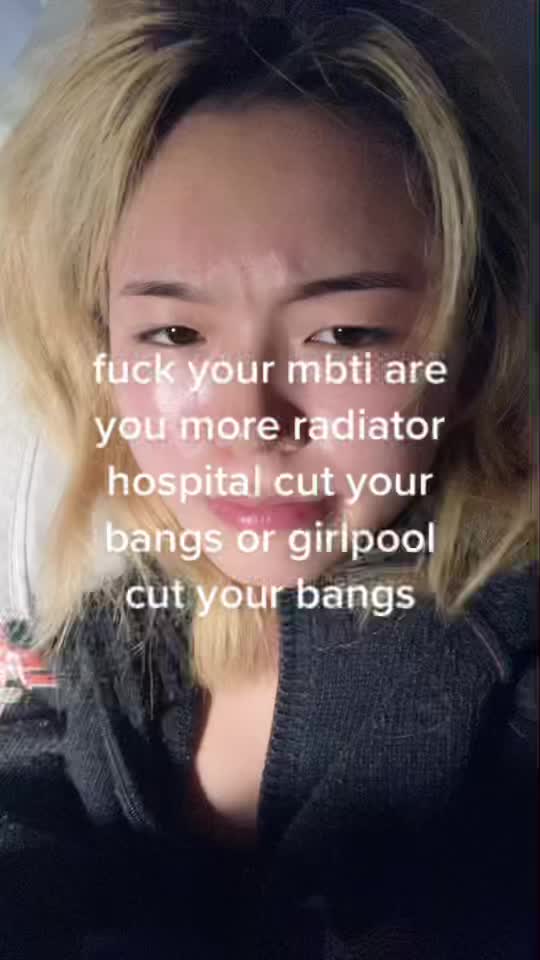 fuck your mbti are
you more radiator
hospital cut your
bangs or girlpool
cut your bangs